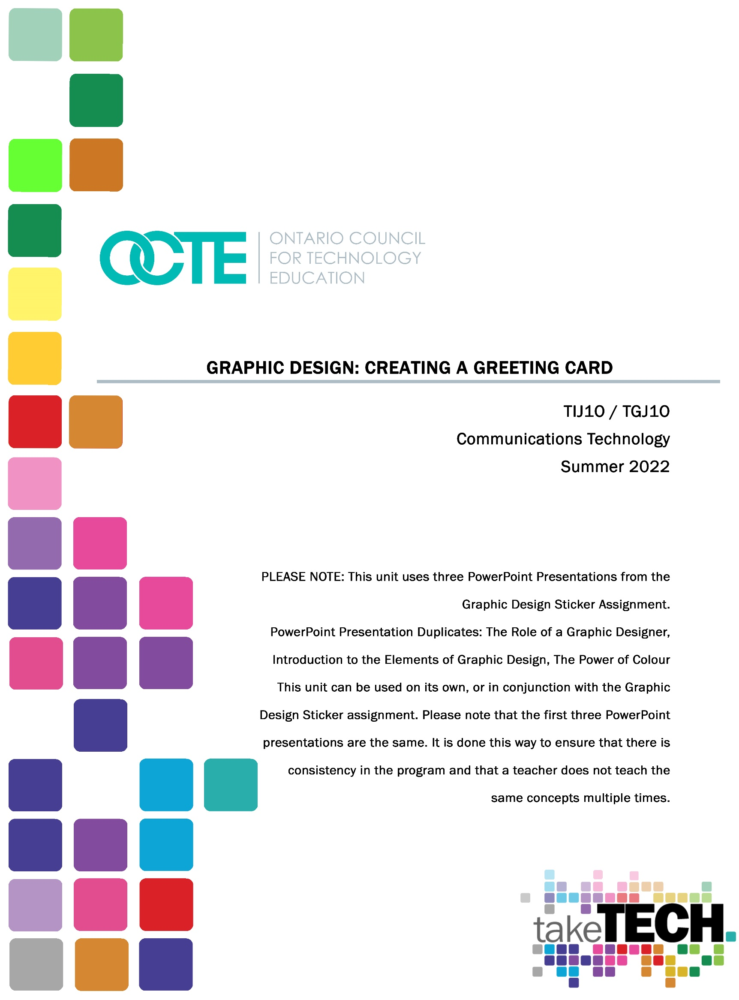 OCTE
ONTARIO COUNCIL
FOR TECHNOLOGY
EDUCATION
GRAPHIC DESIGN: CREATING A GREETING CARD
TIJ1O / TGJ1O
Communications Technology
Summer 2022
PLEASE NOTE: This unit uses three PowerPoint Presentations from the
Graphic Design Sticker Assignment.
PowerPoint Presentation Duplicates: The Role of a Graphic Designer,
Introduction to the Elements of Graphic Design, The Power of Colour
This unit can be used on its own, or in conjunction with the Graphic
Design Sticker assignment. Please note that the first three PowerPoint
presentations are the same. It is done this way to ensure that there is
consistency in the program and that a teacher does not teach the
same concepts multiple times.
takeTECH.